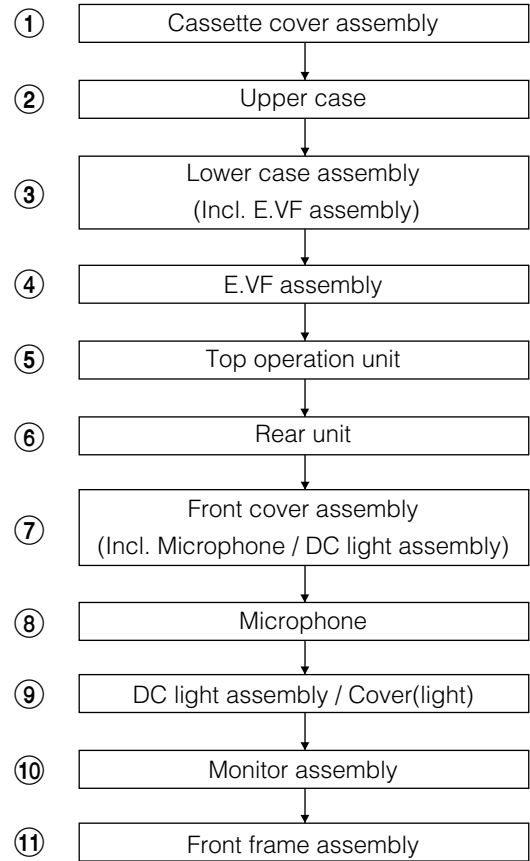 ① Cassette cover assembly
② Upper case
③ Lower case assembly
(Incl. E.VF assembly)
④ E.VF assembly
⑤ Top operation unit
⑥ Rear unit
⑦ Front cover assembly
(Incl. Microphone / DC light assembly)
⑧ Microphone
⑨ DC light assembly / Cover(light)
⑩ Monitor assembly
⑪ Front frame assembly